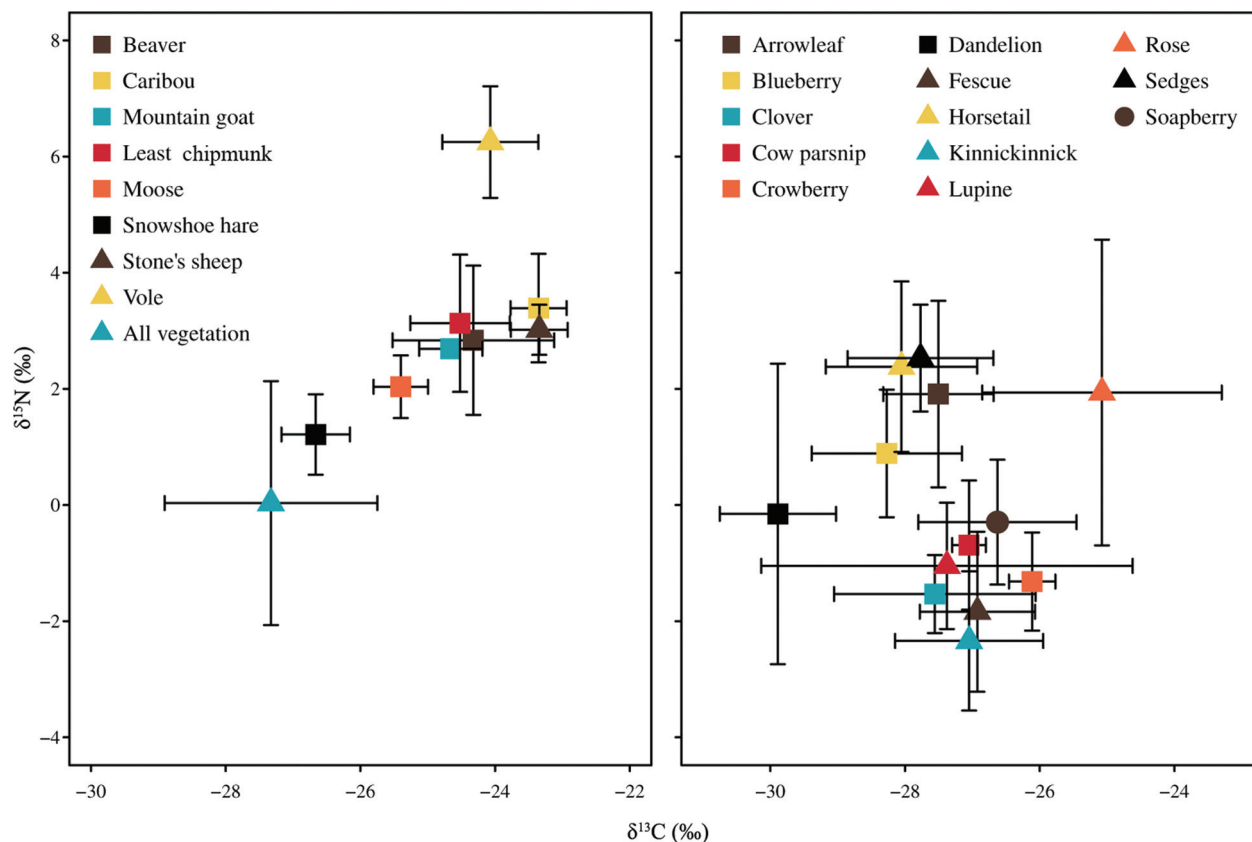 8
6
4
2
0
−2
−4
δ15N (‰)
Beaver
Caribou
Mountain goat
Least chipmunk
Moose
Snowshoe hare
Stone's sheep
Vole
All vegetation
−30 −28 −26 −24 −22
Arrowleaf Dandelion Rose
Blueberry Fescue Sedges
Clover Horsetail Soapberry
Cow parsnip Kinnickinnick
Crowberry Lupine
−30 −28 −26 −24
δ13C (‰)